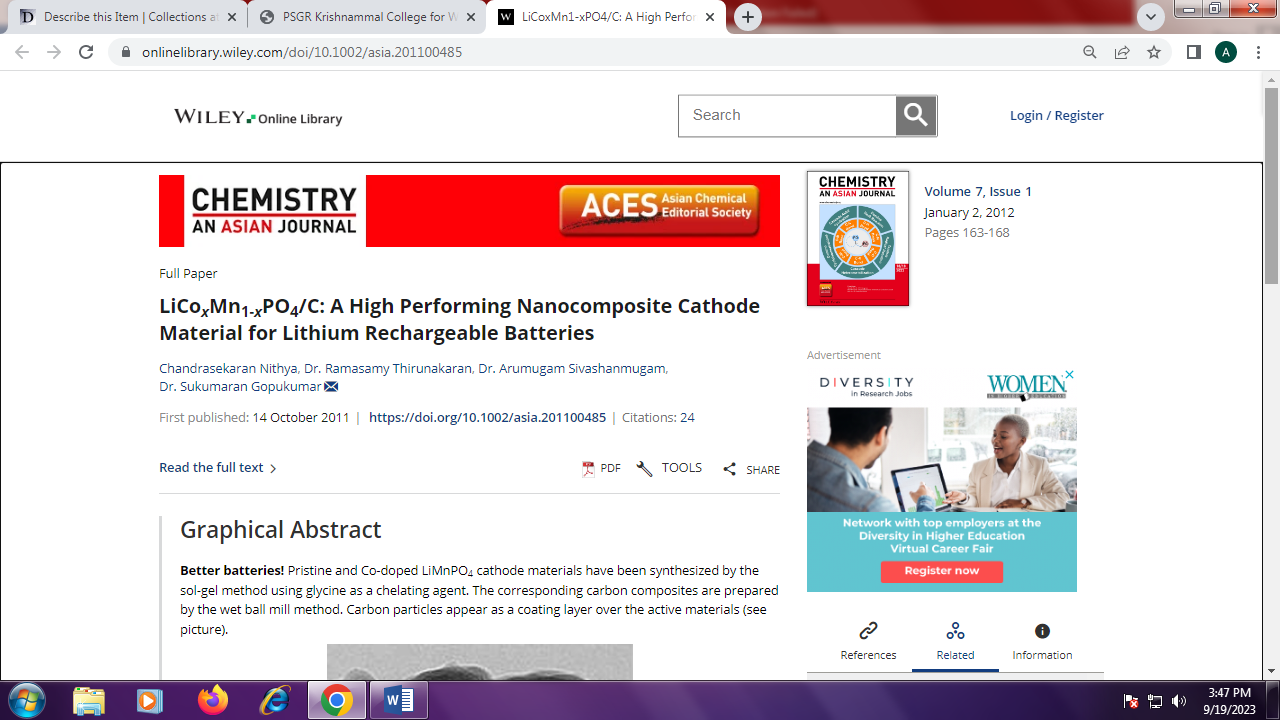 Describe this Item | Collections at
PSGR Krishnammal College for W
LiCoxMn1-xPO4/C: A High Perfor
onlinelibrary.wiley.com/doi/10.1002/asia.201100485
A
WILEY Online Library
Search
Login / Register
CHEMISTRY
AN ASIAN JOURNAL
ACES Asian Chemical
Editorial Society
CHEMISTRY
AN ASIAN JOURNAL
Volume 7, Issue 1
January 2, 2012
Pages 163-168
Full Paper
LiCoxMn1-xPO4/C: A High Performing Nanocomposite Cathode
Material for Lithium Rechargeable Batteries
Chandrasekaran Nithya, Dr. Ramasamy Thirunakaran, Dr. Arumugam Sivashanmugam,
Dr. Sukumaran Gopukumar
First published: 14 October 2011 | https://doi.org/10.1002/asia.201100485 | Citations: 24
Read the full text
PDF
TOOLS
SHARE
Graphical Abstract
Better batteries! Pristine and Co-doped LiMnPO4 cathode materials have been synthesized by the
sol-gel method using glycine as a chelating agent. The corresponding carbon composites are prepared
by the wet ball mill method. Carbon particles appear as a coating layer over the active materials (see
picture).
Advertisement
DIVERSITY
in Research Jobs
WOMEN
Network with top employers at the
Diversity in Higher Education
Virtual Career Fair
Register now
References
Related
Information
3:47 PM
9/19/2023